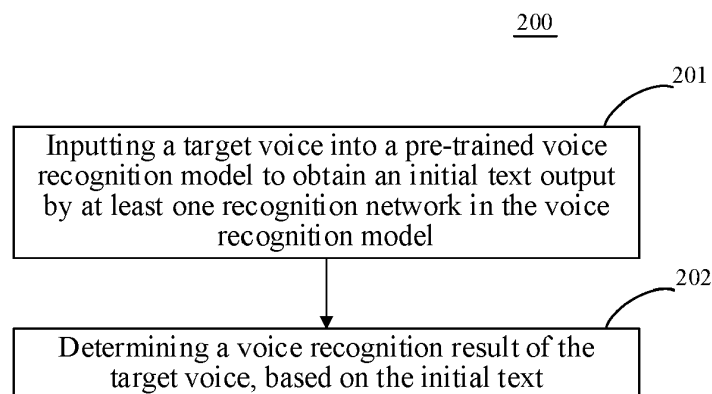 200
201
Inputting a target voice into a pre-trained voice
recognition model to obtain an initial text output
by at least one recognition network in the voice
recognition model
202
Determining a voice recognition result of the
target voice, based on the initial text